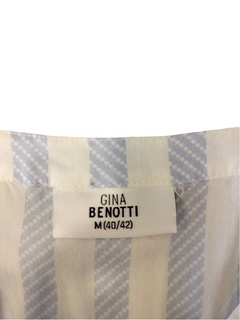 GINA
BENOTTI
M (40/42)